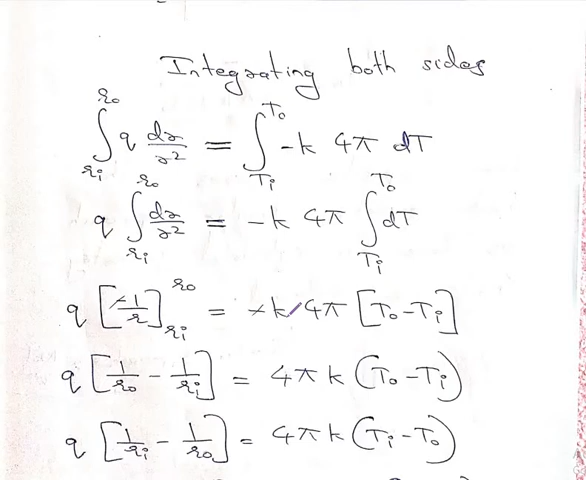 Integrating both sides
∫_{ri}^{ro} q dr/r² = ∫_{Ti}^{To} -k 4π dT
q ∫_{ri}^{ro} dr/r² = -k 4π ∫_{Ti}^{To} dT
q [-1/r]_{ri}^{ro} = -k 4π [To - Ti]
q [1/ro - 1/ri] = 4πk (To - Ti)
q [1/ri - 1/ro] = 4πk (Ti - To)